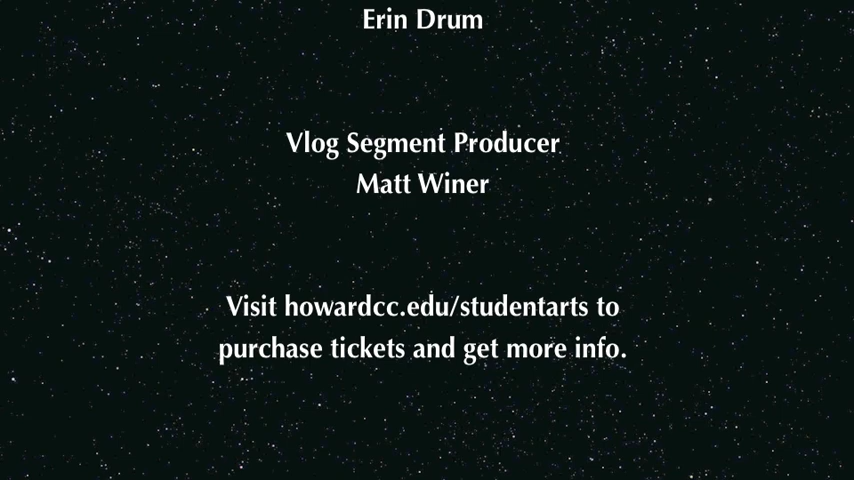 Erin Drum
Vlog Segment Producer
Matt Winer
Visit howardcc.edu/studentarts to
purchase tickets and get more info.